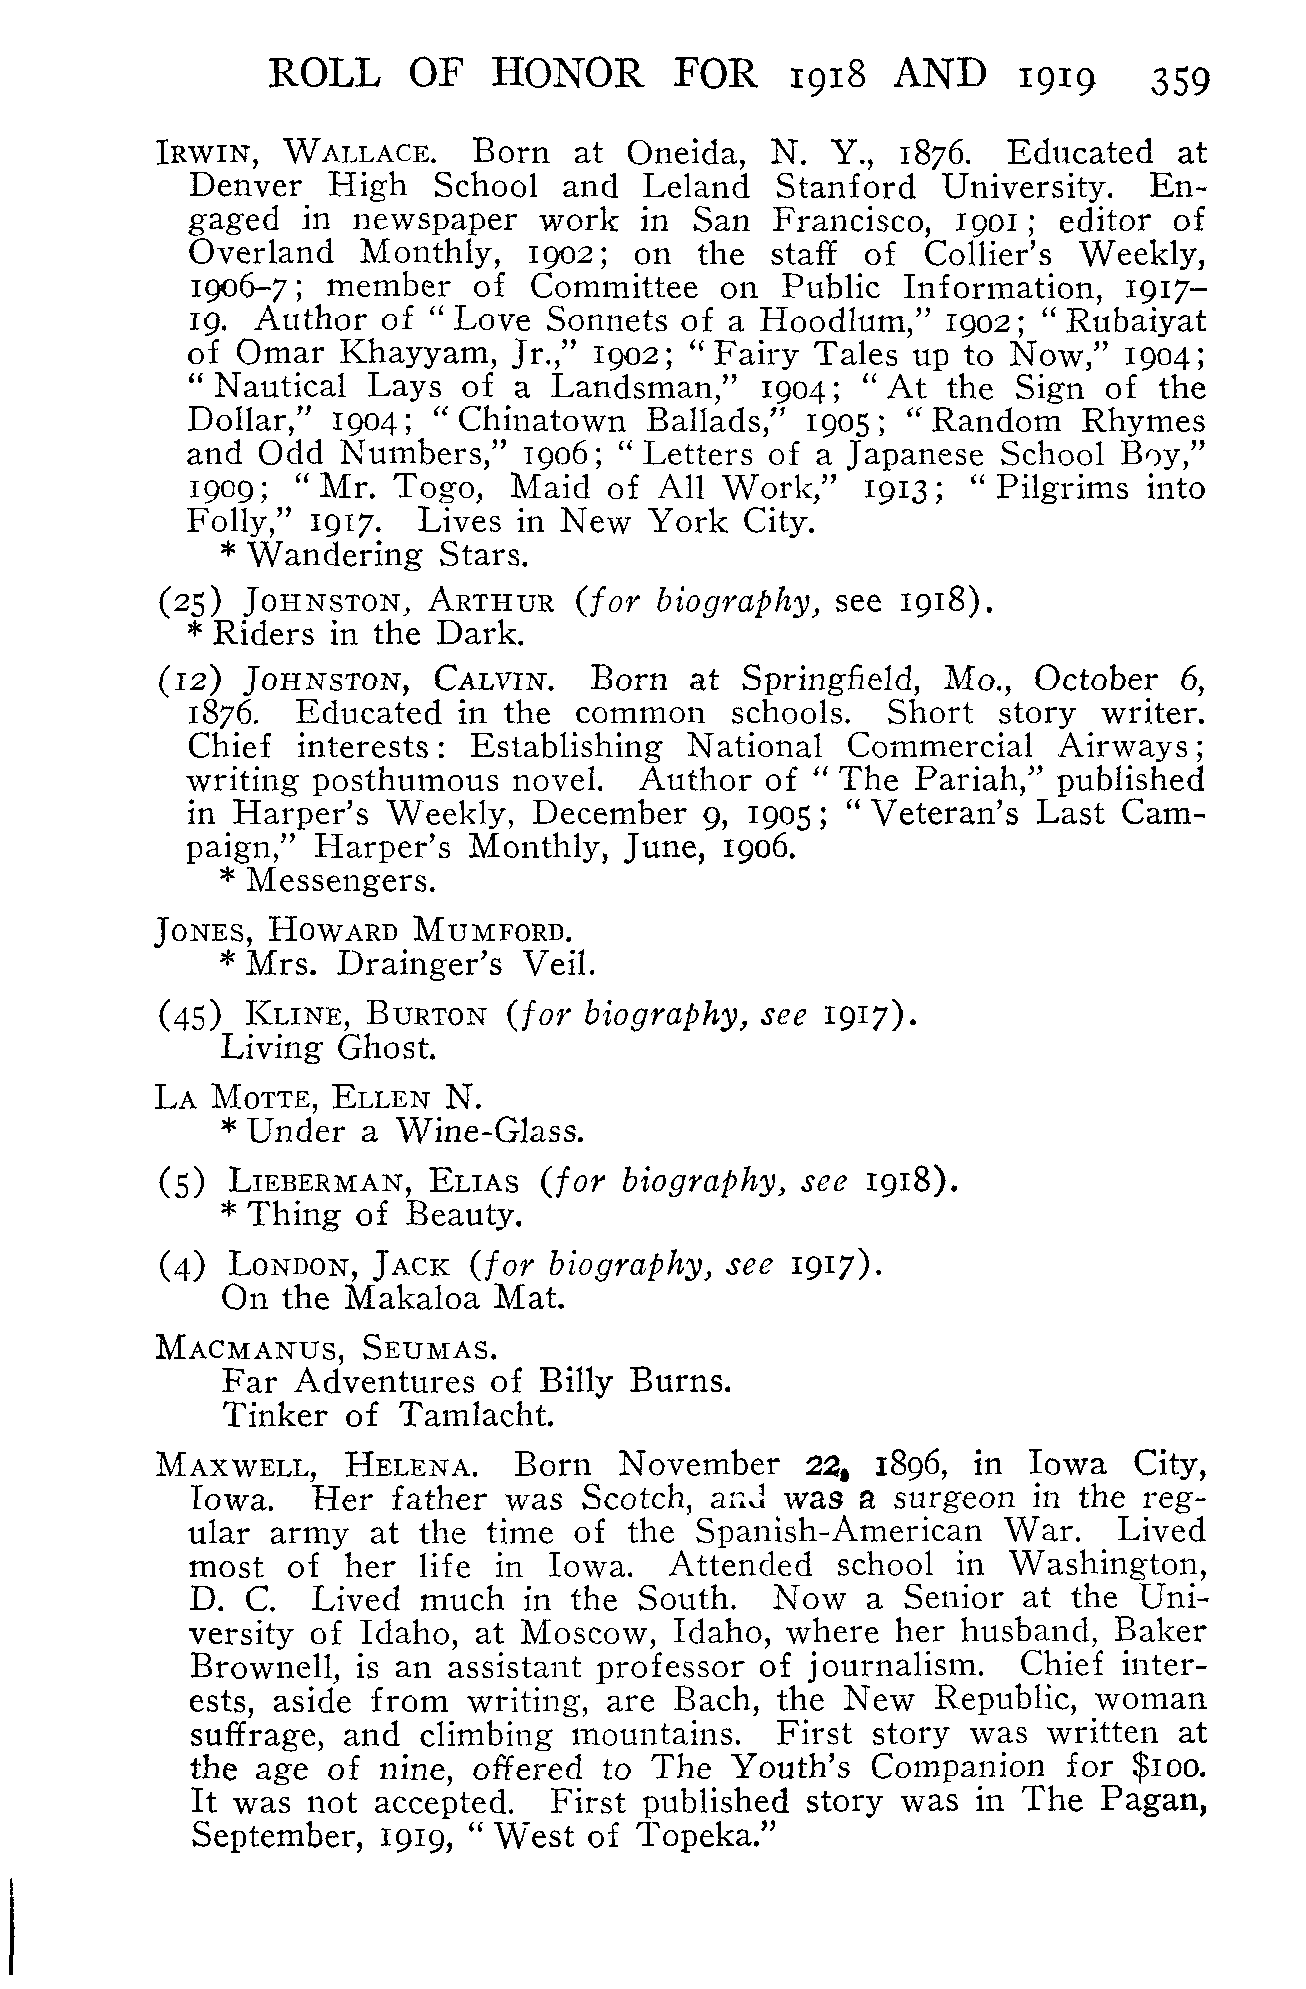 ROLL OF HONOR FOR 1918 AND 1919 359
IRWIN, WALLACE. Born at Oneida, N. Y., 1876. Educated at
Denver High School and Leland Stanford University. En-
gaged in newspaper work in San Francisco, 1901; editor of
Overland Monthly, 1902; on the staff of Collier's Weekly,
1906-7; member of Committee on Public Information, 1917–
19. Author of “Love Sonnets of a Hoodlum,” 1902; “Rubaiyat
of Omar Khayyam, Jr.,” 1902; “Fairy Tales up to Now,” 1904;
“Nautical Lays of a Landsman,” 1904; “At the Sign of the
Dollar,” 1904; “Chinatown Ballads,” 1905; “Random Rhymes
and Odd Numbers,” 1906; “Letters of a Japanese School Boy,”
1909; “Mr. Togo, Maid of All Work,” 1913; “Pilgrims into
Folly,” 1917. Lives in New York City.
* Wandering Stars.
(25) JOHNSTON, ARTHUR (for biography, see 1918).
* Riders in the Dark.
(12) JOHNSTON, CALVIN. Born at Springfield, Mo., October 6,
1876. Educated in the common schools. Short story writer.
Chief interests: Establishing National Commercial Airways;
writing posthumous novel. Author of “The Pariah,” published
in Harper's Weekly, December 9, 1905; “Veteran's Last Cam-
paign,” Harper's Monthly, June, 1906.
* Messengers.
JONES, HOWARD MUMFORD.
* Mrs. Drainger's Veil.
(45) KLINE, BURTON (for biography, see 1917).
Living Ghost.
LA MOTTE, ELLEN N.
* Under a Wine-Glass.
(5) LIEBERMAN, ELIAS (for biography, see 1918).
* Thing of Beauty.
(4) LONDON, JACK (for biography, see 1917).
On the Makaloa Mat.
MACMANUS, SEUMAS.
Far Adventures of Billy Burns.
Tinker of Tamlacht.
MAXWELL, HELENA. Born November 22, 1896, in Iowa City,
Iowa. Her father was Scotch, and was a surgeon in the reg-
ular army at the time of the Spanish-American War. Lived
most of her life in Iowa. Attended school in Washington,
D. C. Lived much in the South. Now a Senior at the Uni-
versity of Idaho, at Moscow, Idaho, where her husband, Baker
Brownell, is an assistant professor of journalism. Chief inter-
ests, aside from writing, are Bach, the New Republic, woman
suffrage, and climbing mountains. First story was written at
the age of nine, offered to The Youth's Companion for $100.
It was not accepted. First published story was in The Pagan,
September, 1919, “West of Topeka.”